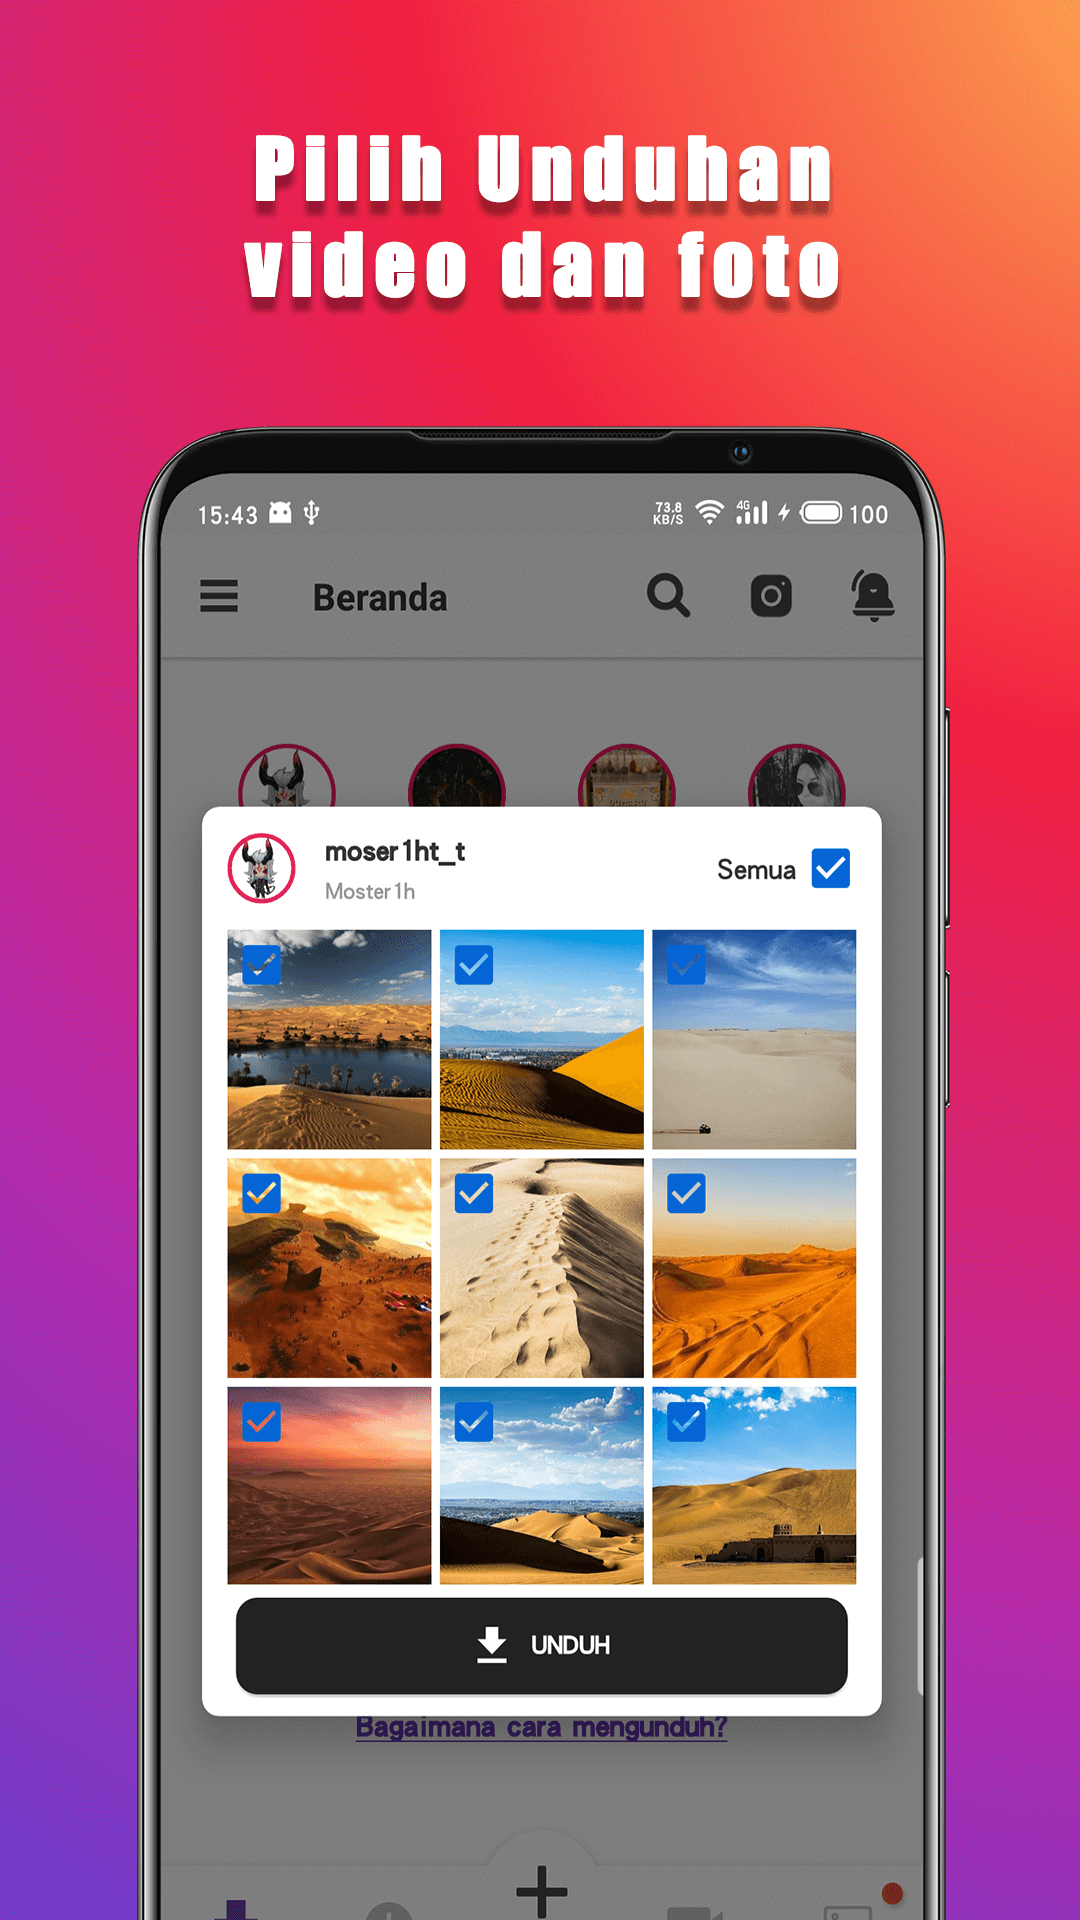 Pilih Unduhan
video dan foto
15:43
73.8
KB/S
4G
100
Beranda
moser1ht_t
Moster1h
Semua
UNDUH
Bagaimana cara mengunduh?